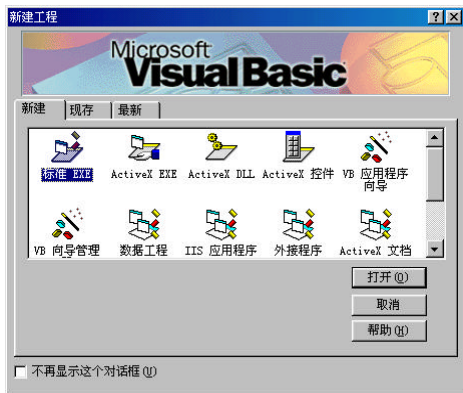 新建工程
Microsoft
Visual Basic
新建
现存
最新
标准 EXE
ActiveX EXE
ActiveX DLL
ActiveX 控件
VB 应用程序
向导
VB 向导管理
数据工程
IIS 应用程序
外接程序
ActiveX 文档
打开(O)
取消
帮助(H)
不再显示这个对话框(U)